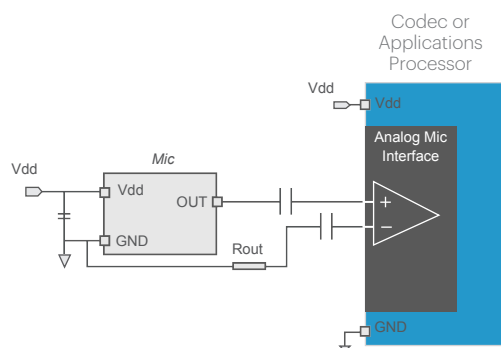 Codec or
Applications
Processor
Vdd
Vdd
Analog Mic
Interface
Mic
Vdd
Vdd
OUT
+
GND
Rout
−
GND